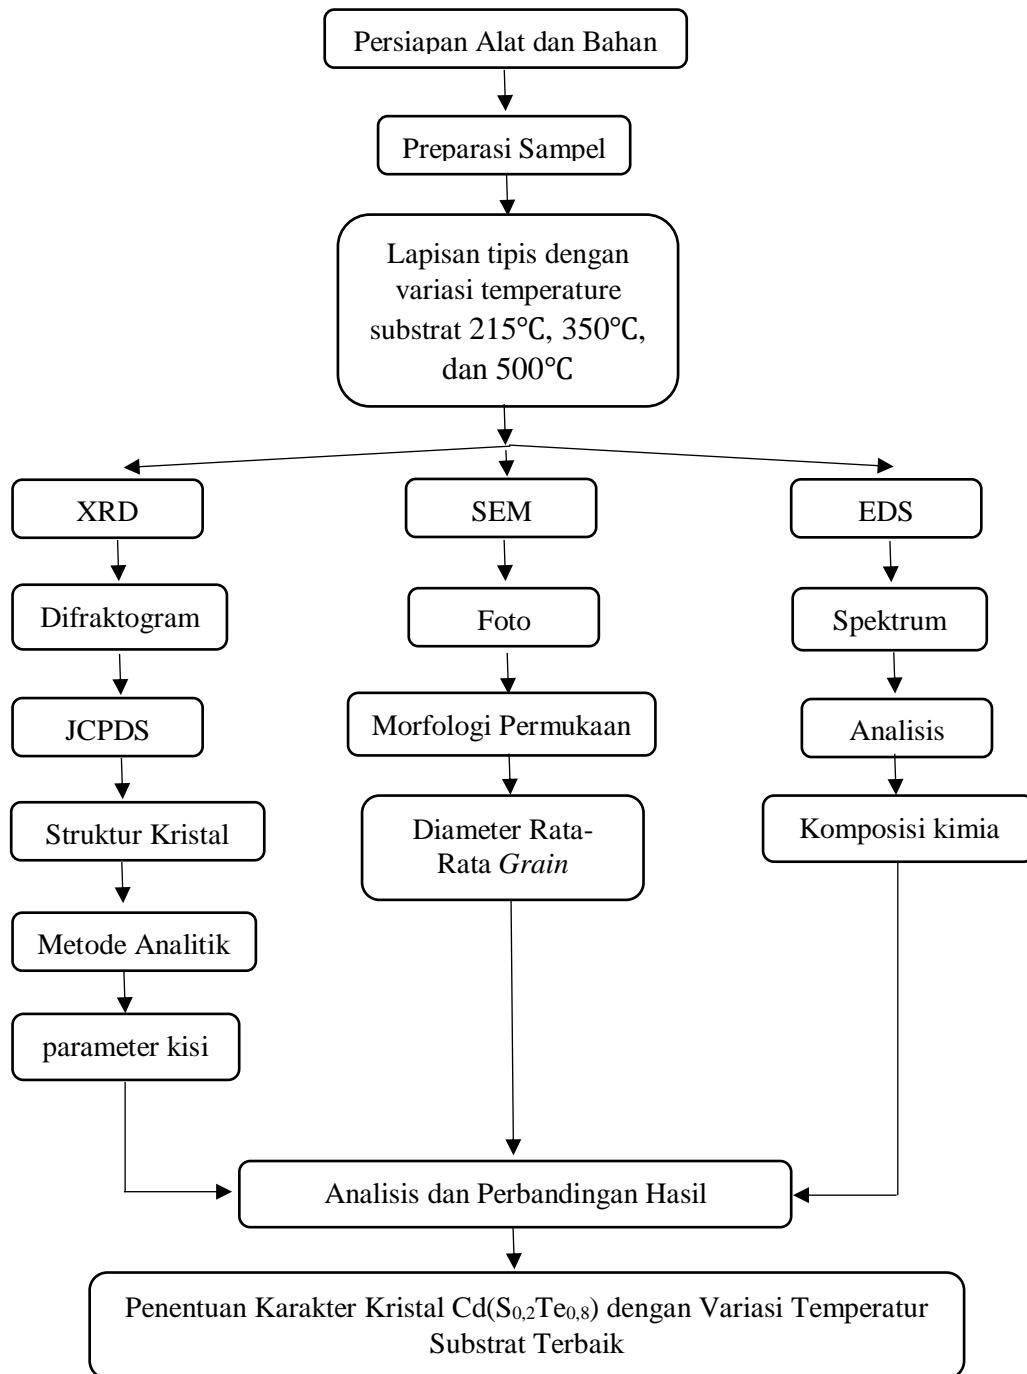 Persiapan Alat dan Bahan
Preparasi Sampel
Lapisan tipis dengan
variasi temperature
substrat 215℃, 350℃,
dan 500℃
XRD
Difraktogram
JCPDS
Struktur Kristal
Metode Analitik
parameter kisi
SEM
Foto
Morfologi Permukaan
Diameter Rata-
Rata Grain
EDS
Spektrum
Analisis
Komposisi kimia
Analisis dan Perbandingan Hasil
Penentuan Karakter Kristal Cd(S₀,₂Te₀,₈) dengan Variasi Temperatur
Substrat Terbaik